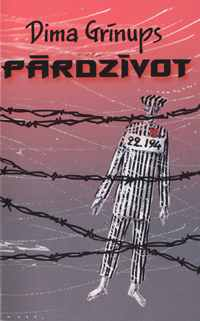 Dima Grīnups
PĀRDZĪVOT
22.194